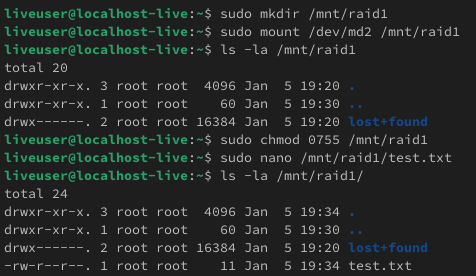 liveuser@localhost-live:~$ sudo mkdir /mnt/raid1
liveuser@localhost-live:~$ sudo mount /dev/md2 /mnt/raid1
liveuser@localhost-live:~$ ls -la /mnt/raid1
total 20
drwxr-xr-x. 3 root root  4096 Jan  5 19:20 .
drwxr-xr-x. 1 root root    60 Jan  5 19:30 ..
drwx------. 2 root root 16384 Jan  5 19:20 lost+found
liveuser@localhost-live:~$ sudo chmod 0755 /mnt/raid1
liveuser@localhost-live:~$ sudo nano /mnt/raid1/test.txt
liveuser@localhost-live:~$ ls -la /mnt/raid1/
total 24
drwxr-xr-x. 3 root root  4096 Jan  5 19:34 .
drwxr-xr-x. 1 root root    60 Jan  5 19:30 ..
drwx------. 2 root root 16384 Jan  5 19:20 lost+found
-rw-r--r--. 1 root root    11 Jan  5 19:34 test.txt